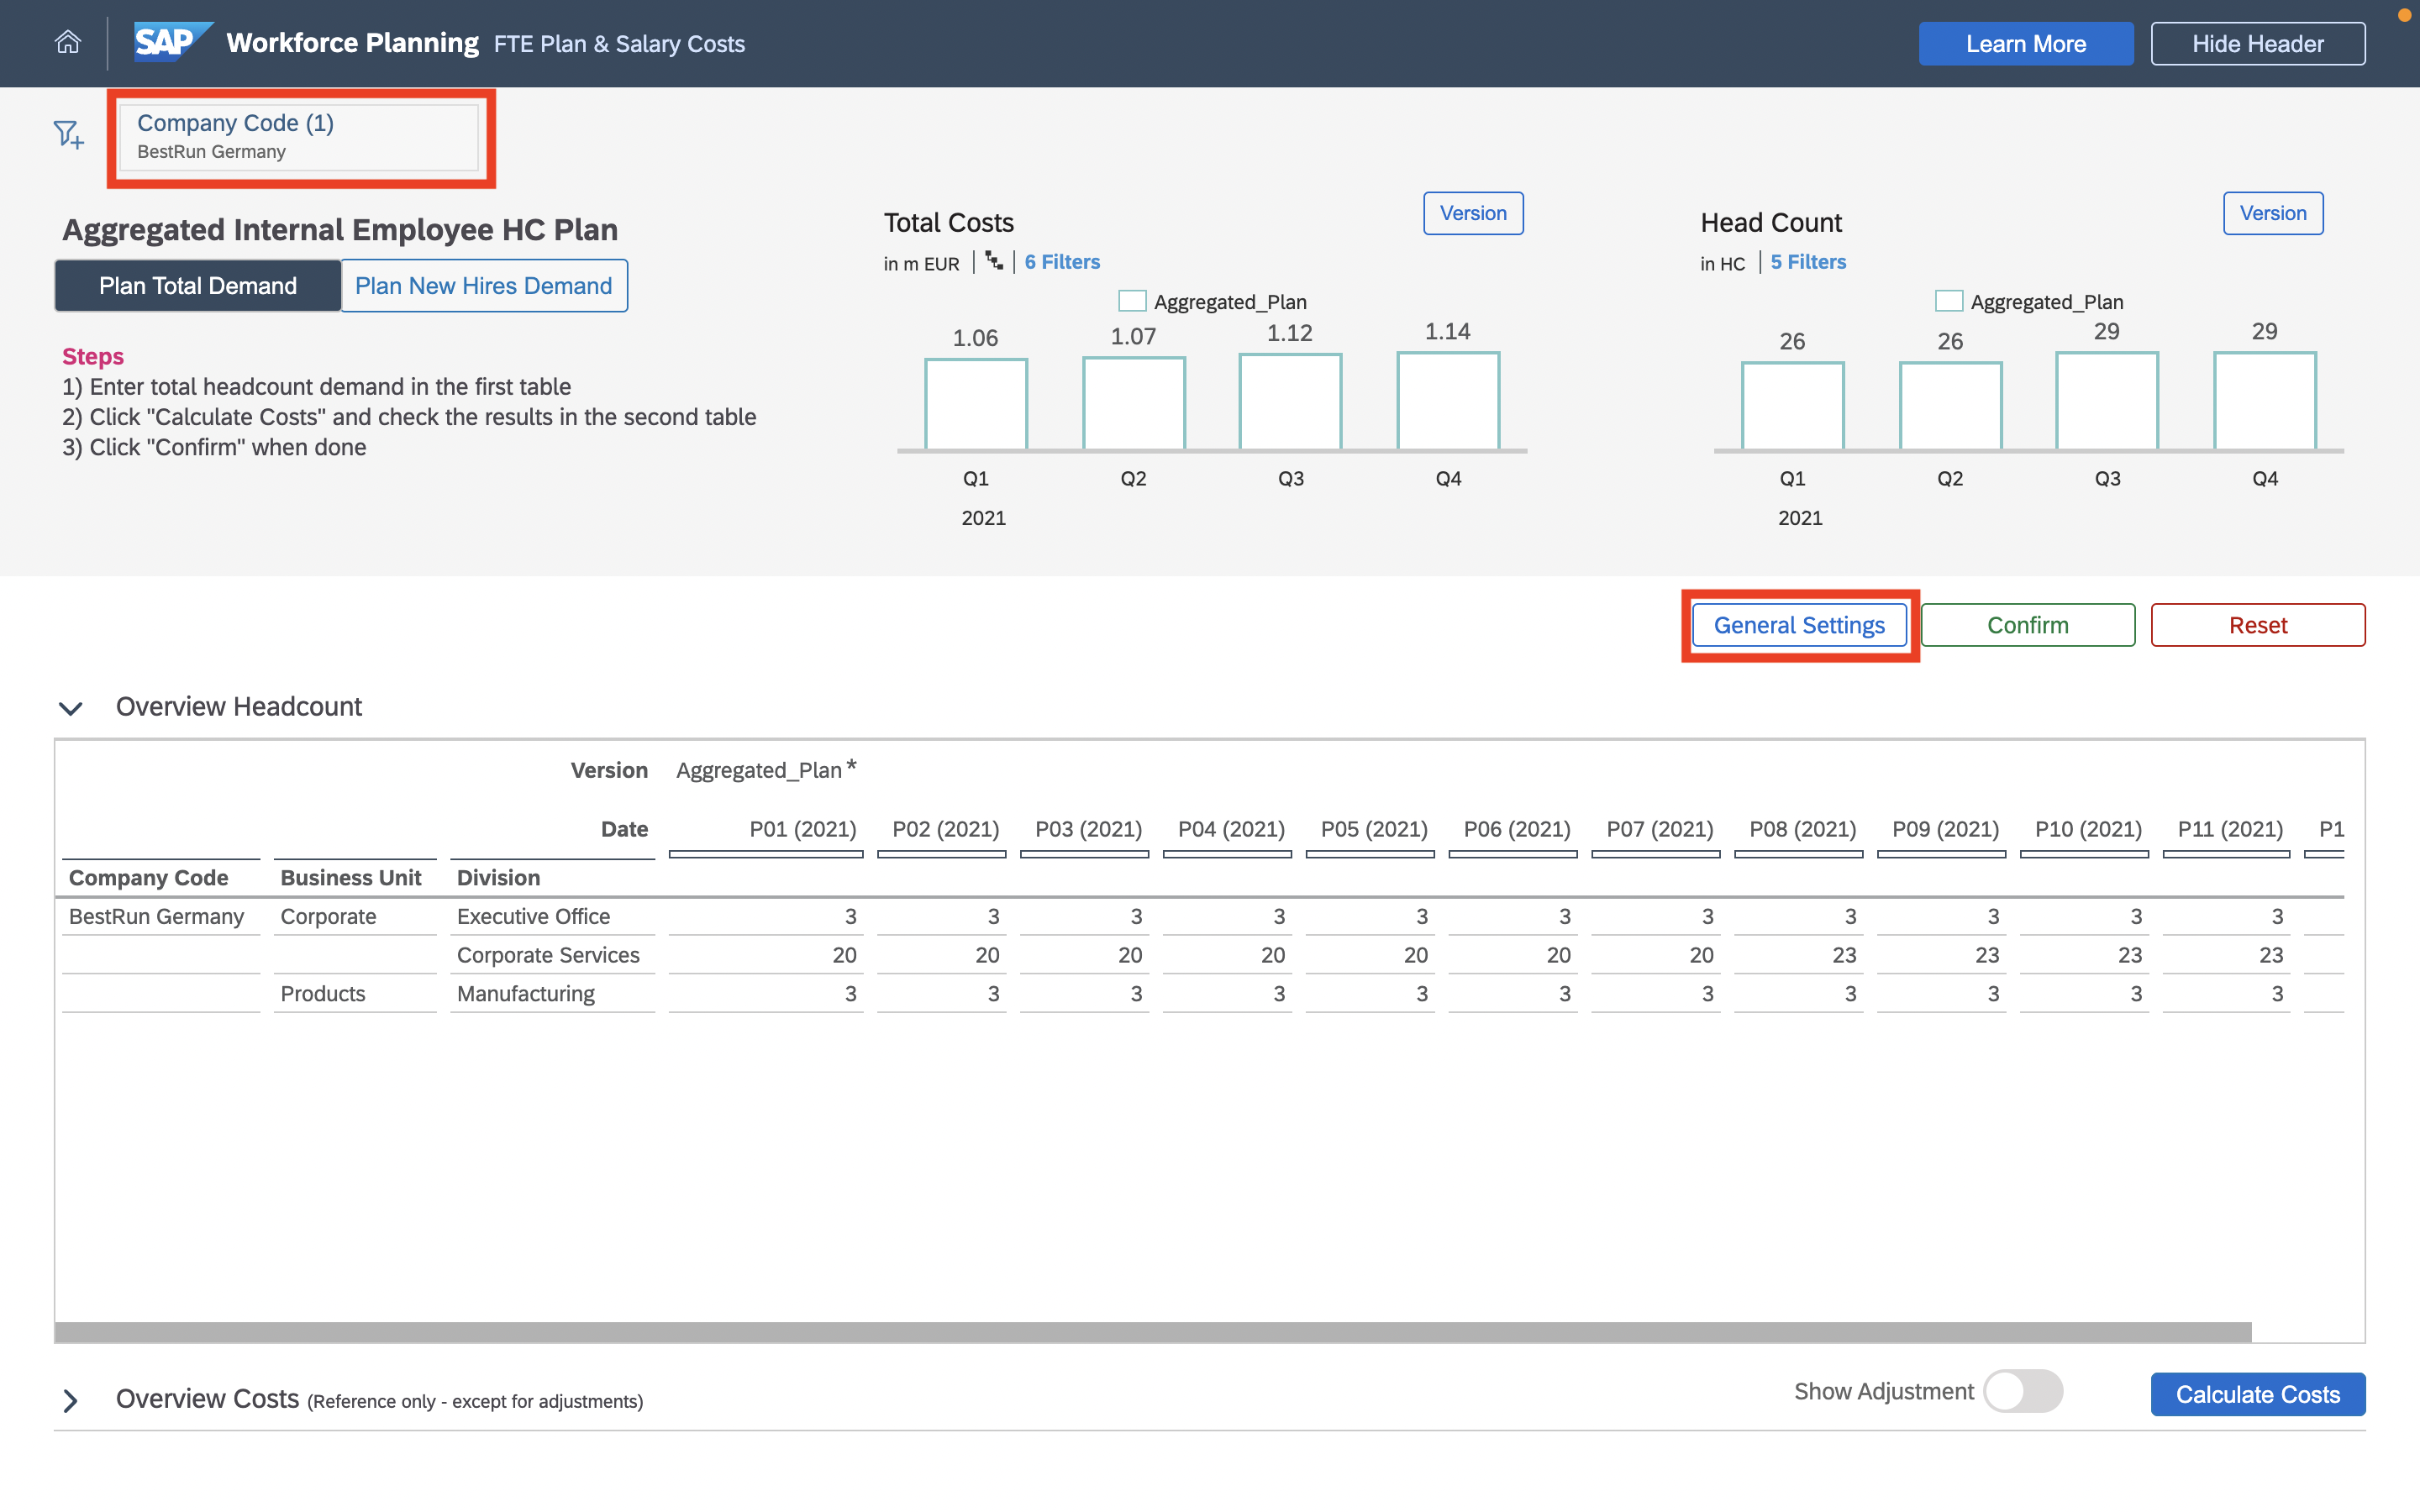 SAP Workforce Planning FTE Plan & Salary Costs Learn More Hide Header
Company Code (1)
BestRun Germany
Aggregated Internal Employee HC Plan
Plan Total Demand Plan New Hires Demand
Steps
1) Enter total headcount demand in the first table
2) Click "Calculate Costs" and check the results in the second table
3) Click "Confirm" when done
Total Costs Version
in m EUR 6 Filters
Aggregated_Plan
1.06 1.07 1.12 1.14
Q1 Q2 Q3 Q4
2021
Head Count Version
in HC 5 Filters
Aggregated_Plan
26 26 29 29
Q1 Q2 Q3 Q4
2021
General Settings Confirm Reset
Overview Headcount
Version Aggregated_Plan *
Date P01 (2021) P02 (2021) P03 (2021) P04 (2021) P05 (2021) P06 (2021) P07 (2021) P08 (2021) P09 (2021) P10 (2021) P11 (2021) P1
Company Code Business Unit Division
BestRun Germany Corporate Executive Office 3 3 3 3 3 3 3 3 3 3 3
Corporate Services 20 20 20 20 20 20 20 23 23 23 23
Products Manufacturing 3 3 3 3 3 3 3 3 3 3 3
Overview Costs (Reference only - except for adjustments) Show Adjustment Calculate Costs